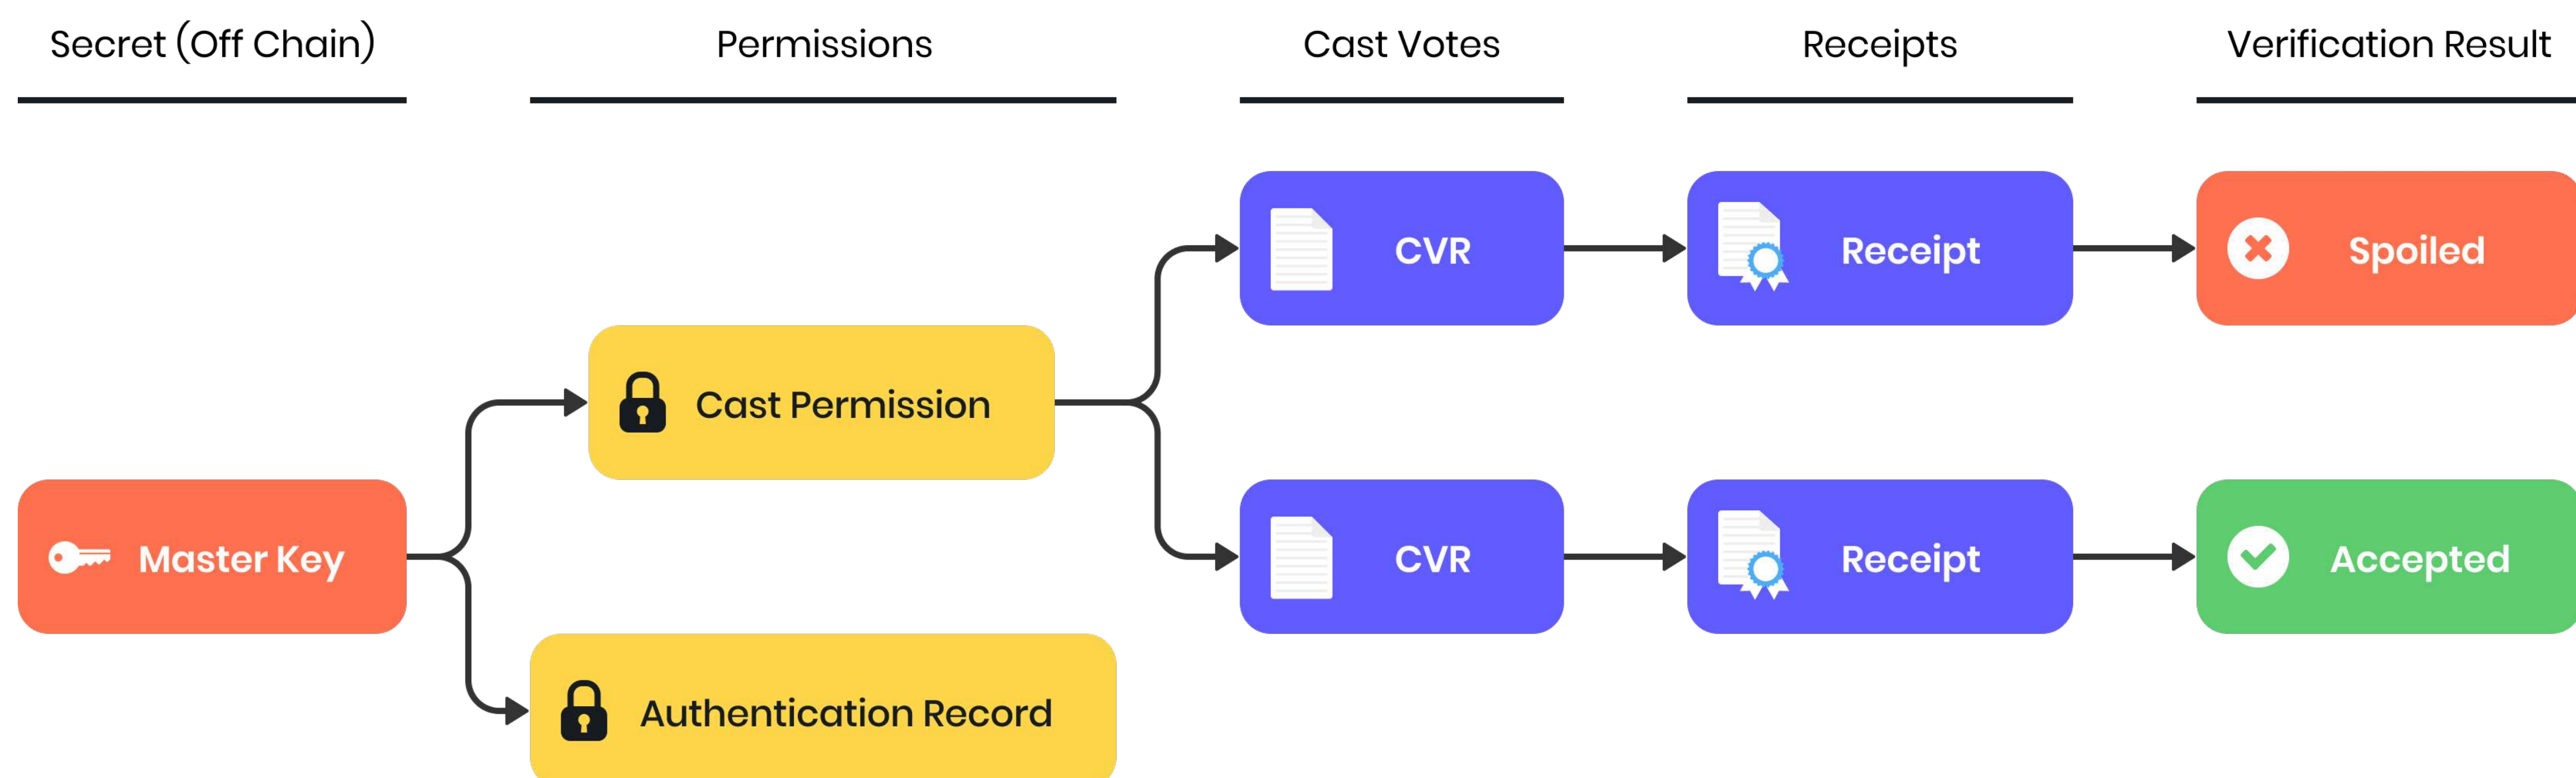 Secret (Off Chain)
Permissions
Cast Votes
Receipts
Verification Result
CVR
Receipt
Spoiled
Cast Permission
Master Key
CVR
Receipt
Accepted
Authentication Record